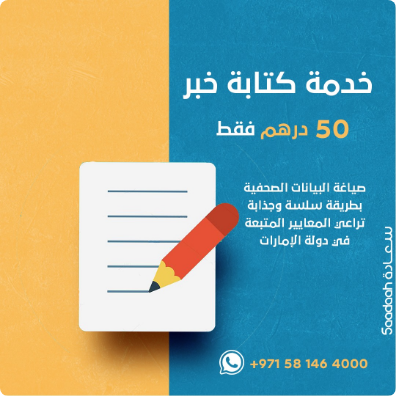 خدمة كتابة خبر
50 درهم فقط
صياغة البيانات الصحفية
بطريقة سلسة وجذابة
تراعي المعايير المتبعة
في دولة الإمارات
سعادة 5aadaah
+971 58 146 4000